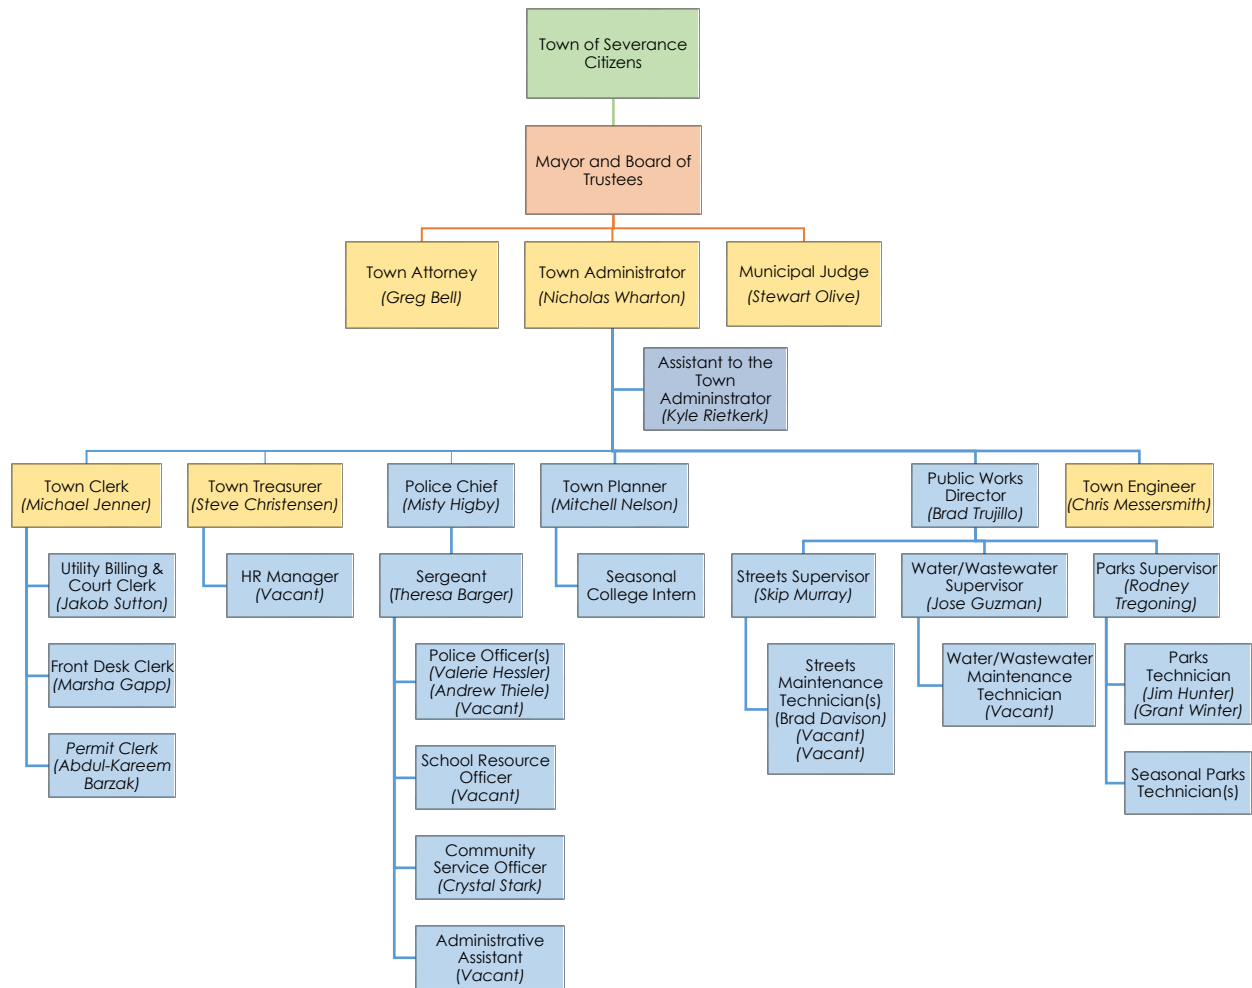 Town of Severance
Citizens
Mayor and Board of
Trustees
Town Attorney
(Greg Bell)
Town Administrator
(Nicholas Wharton)
Municipal Judge
(Stewart Olive)
Assistant to the
Town
Admininstrator
(Kyle Rietkerk)
Town Clerk
(Michael Jenner)
Town Treasurer
(Steve Christensen)
Police Chief
(Misty Higby)
Town Planner
(Mitchell Nelson)
Public Works
Director
(Brad Trujillo)
Town Engineer
(Chris Messersmith)
Utility Billing &
Court Clerk
(Jakob Sutton)
HR Manager
(Vacant)
Sergeant
(Theresa Barger)
Seasonal
College Intern
Streets Supervisor
(Skip Murray)
Water/Wastewater
Supervisor
(Jose Guzman)
Parks Supervisor
(Rodney
Tregoning)
Front Desk Clerk
(Marsha Gapp)
Police Officer(s)
(Valerie Hessler)
(Andrew Thiele)
(Vacant)
Streets
Maintenance
Technician(s)
(Brad Davison)
(Vacant)
(Vacant)
Water/Wastewater
Maintenance
Technician
(Vacant)
Parks
Technician
(Jim Hunter)
(Grant Winter)
Permit Clerk
(Abdul-Kareem
Barzak)
School Resource
Officer
(Vacant)
Seasonal Parks
Technician(s)
Community
Service Officer
(Crystal Stark)
Administrative
Assistant
(Vacant)